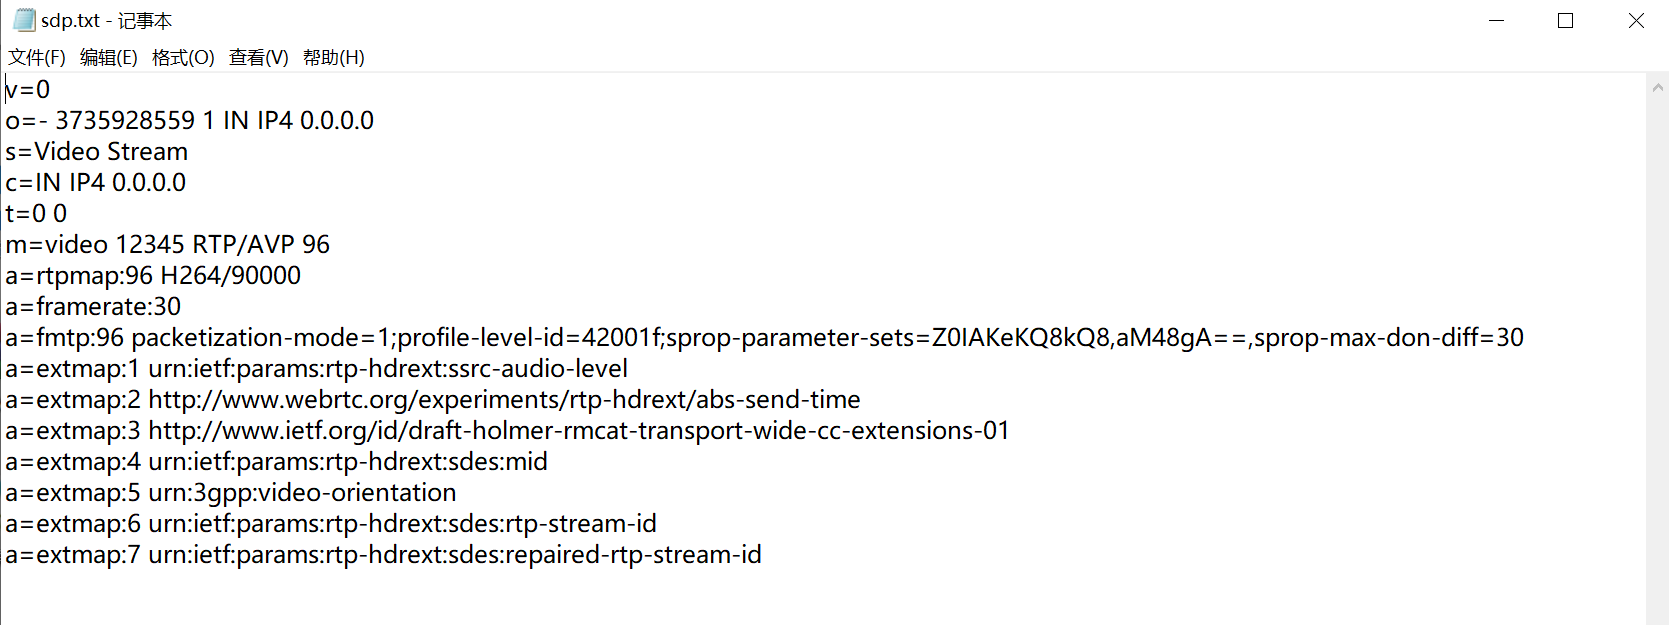 sdp.txt - 记事本
文件(F) 编辑(E) 格式(O) 查看(V) 帮助(H)
v=0
o=- 3735928559 1 IN IP4 0.0.0.0
s=Video Stream
c=IN IP4 0.0.0.0
t=0 0
m=video 12345 RTP/AVP 96
a=rtpmap:96 H264/90000
a=framerate:30
a=fmtp:96 packetization-mode=1;profile-level-id=42001f;sprop-parameter-sets=Z0IAKeKQ8kQ8,aM48gA==,sprop-max-don-diff=30
a=extmap:1 urn:ietf:params:rtp-hdrext:ssrc-audio-level
a=extmap:2 http://www.webrtc.org/experiments/rtp-hdrext/abs-send-time
a=extmap:3 http://www.ietf.org/id/draft-holmer-rmcat-transport-wide-cc-extensions-01
a=extmap:4 urn:ietf:params:rtp-hdrext:sdes:mid
a=extmap:5 urn:3gpp:video-orientation
a=extmap:6 urn:ietf:params:rtp-hdrext:sdes:rtp-stream-id
a=extmap:7 urn:ietf:params:rtp-hdrext:sdes:repaired-rtp-stream-id